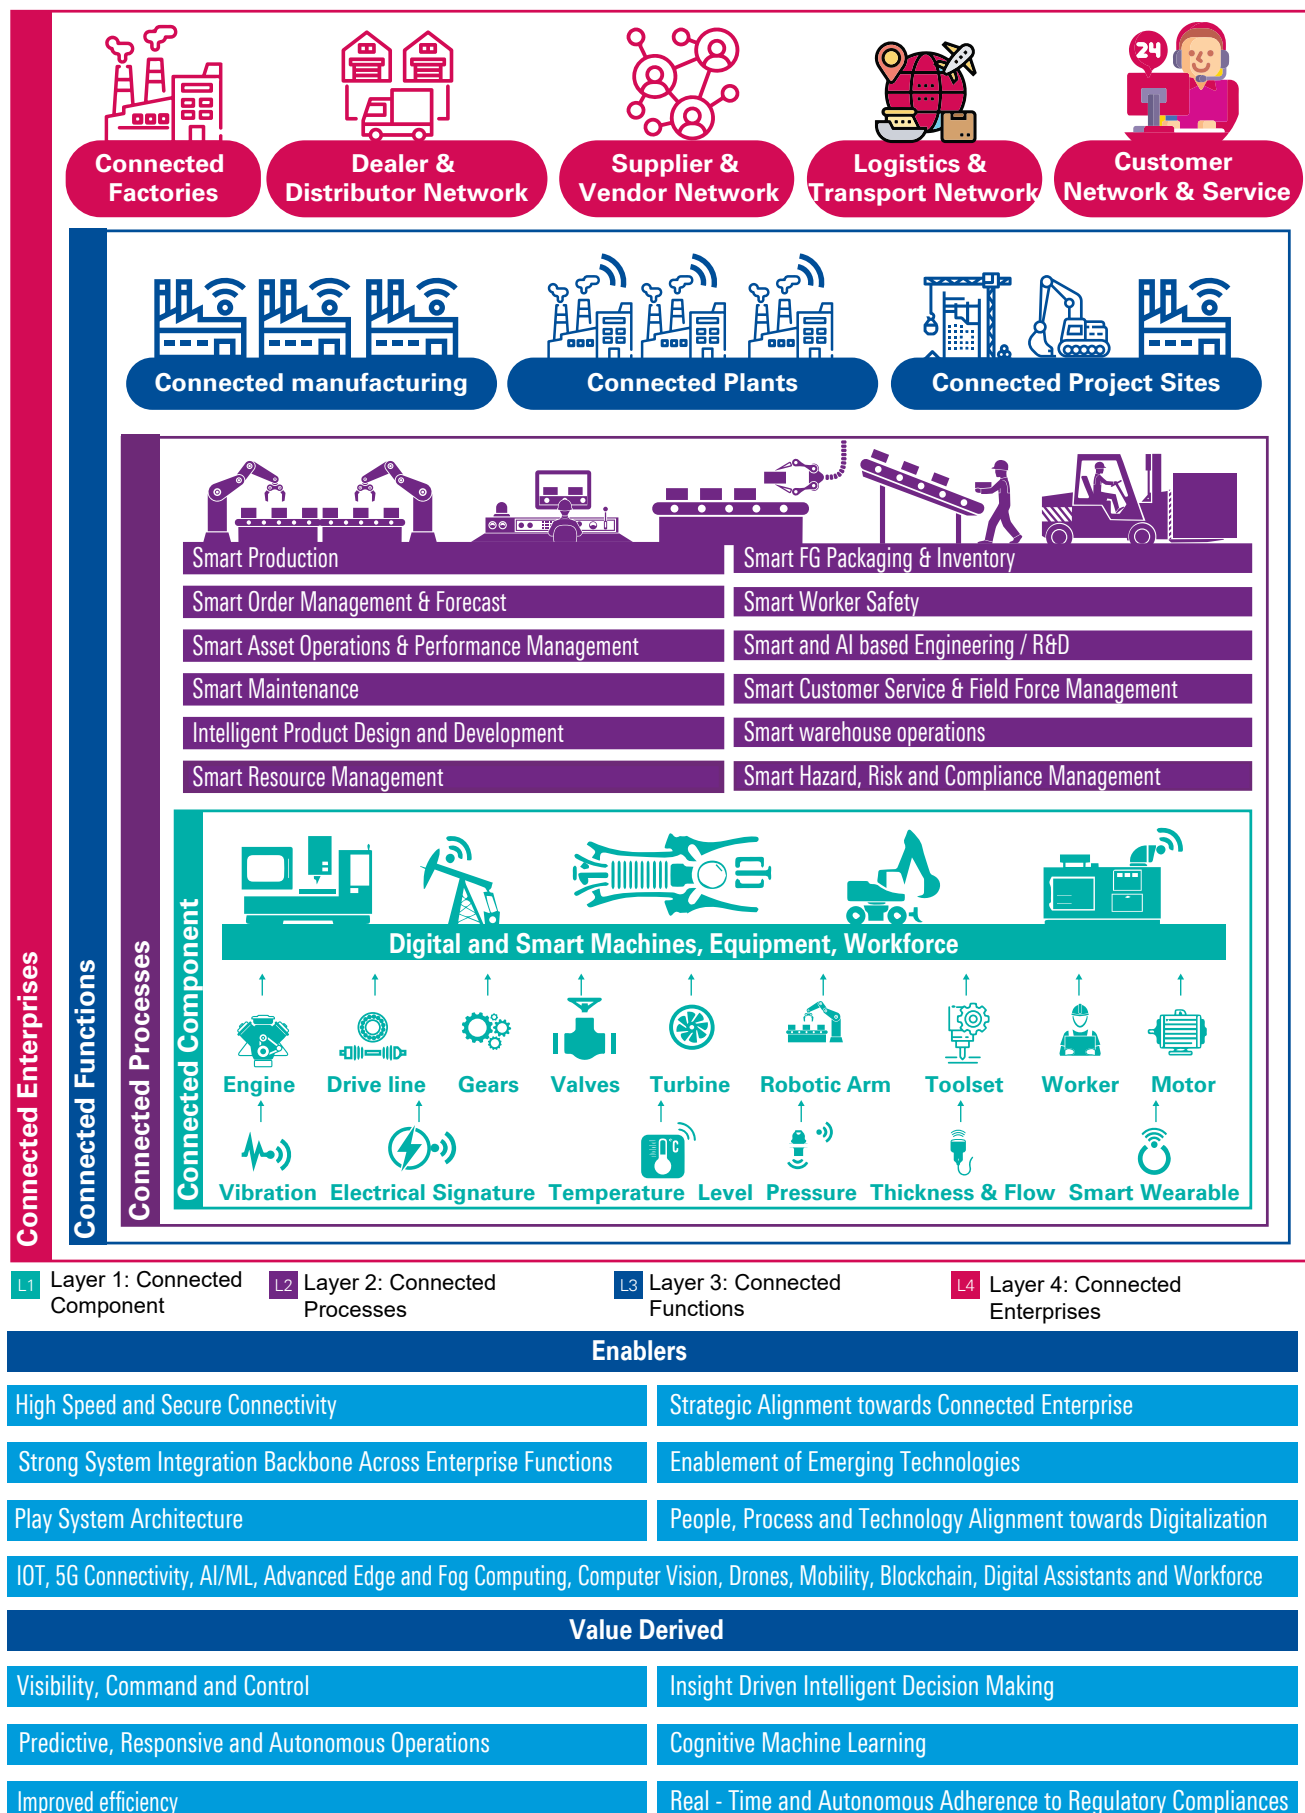 24
Connected
Factories
Dealer &
Distributor Network
Supplier &
Vendor Network
Logistics &
Transport Network
Customer
Network & Service
Connected manufacturing
Connected Plants
Connected Project Sites
Smart Production
Smart Order Management & Forecast
Smart Asset Operations & Performance Management
Smart Maintenance
Intelligent Product Design and Development
Smart Resource Management
Smart FG Packaging & Inventory
Smart Worker Safety
Smart and AI based Engineering / R&D
Smart Customer Service & Field Force Management
Smart warehouse operations
Smart Hazard, Risk and Compliance Management
Digital and Smart Machines, Equipment, Workforce
Engine
Drive line
Gears
Valves
Turbine
Robotic Arm
Toolset
Worker
Motor
°C
Vibration
Electrical Signature
Temperature
Level
Pressure
Thickness & Flow
Smart Wearable
Connected Enterprises
Connected Functions
Connected Processes
Connected Component
L1
Layer 1: Connected
Component
L2
Layer 2: Connected
Processes
L3
Layer 3: Connected
Functions
L4
Layer 4: Connected
Enterprises
Enablers
High Speed and Secure Connectivity
Strategic Alignment towards Connected Enterprise
Strong System Integration Backbone Across Enterprise Functions
Enablement of Emerging Technologies
Play System Architecture
People, Process and Technology Alignment towards Digitalization
IOT, 5G Connectivity, AI/ML, Advanced Edge and Fog Computing, Computer Vision, Drones, Mobility, Blockchain, Digital Assistants and Workforce
Value Derived
Visibility, Command and Control
Insight Driven Intelligent Decision Making
Predictive, Responsive and Autonomous Operations
Cognitive Machine Learning
Improved efficiency
Real - Time and Autonomous Adherence to Regulatory Compliances